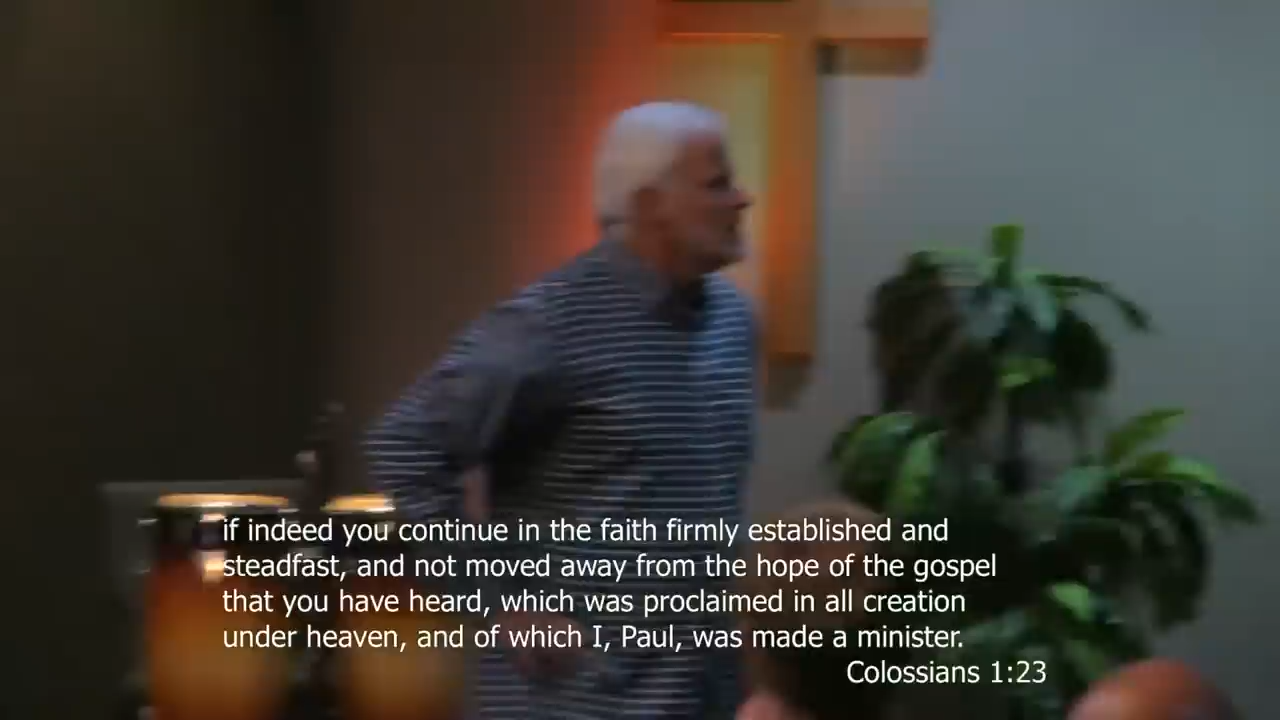 if indeed you continue in the faith firmly established and
steadfast, and not moved away from the hope of the gospel
that you have heard, which was proclaimed in all creation
under heaven, and of which I, Paul, was made a minister.
Colossians 1:23